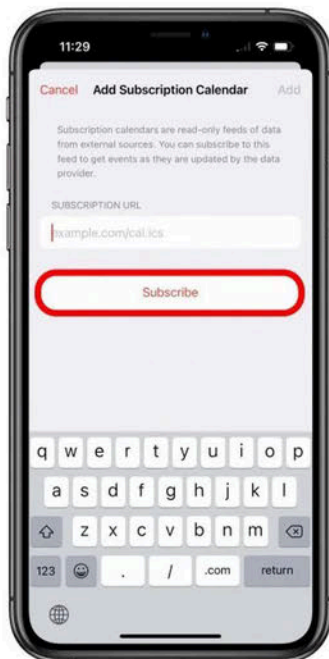 11:29
Cancel Add Subscription Calendar Add
Subscription calendars are read-only feeds of data
from external sources. You can subscribe to this
feed to get events as they are updated by the data
provider.
SUBSCRIPTION URL
example.com/cal.ics
Subscribe
q w e r t y u i o p
a s d f g h j k l
z x c v b n m
123 . / .com return